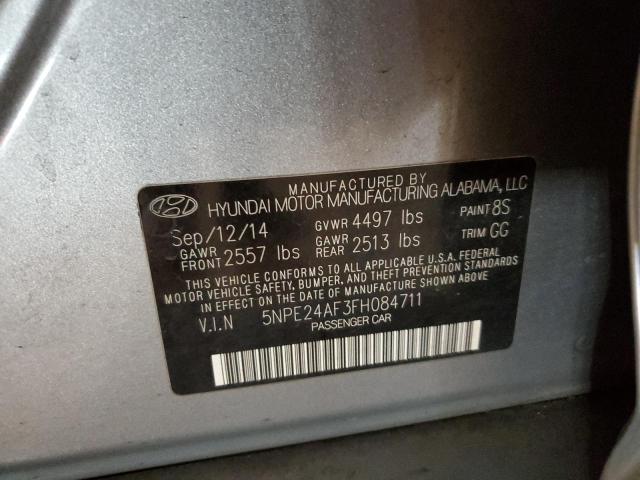 MANUFACTURED BY
HYUNDAI MOTOR MANUFACTURING ALABAMA, LLC
Sep/12/14 GVWR 4497 lbs PAINT 8S
GAWR FRONT 2557 lbs GAWR REAR 2513 lbs TRIM GG
THIS VEHICLE CONFORMS TO ALL APPLICABLE U.S.A. FEDERAL
MOTOR VEHICLE SAFETY, BUMPER, AND THEFT PREVENTION STANDARDS
IN EFFECT ON THE DATE OF MANUFACTURE SHOWN ABOVE.
V.I.N 5NPE24AF3FH084711
PASSENGER CAR